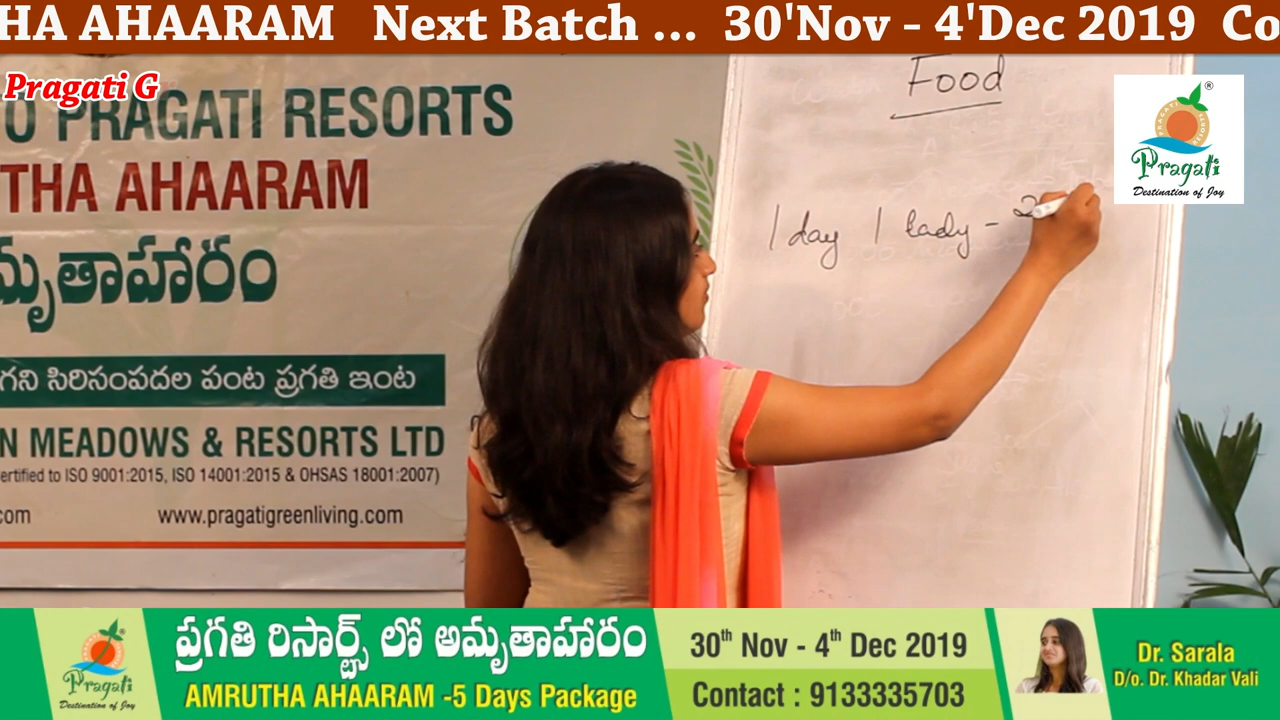 HA AHAARAM Next Batch ... 30'Nov - 4'Dec 2019 Co
Pragati G
O PRAGATI RESORTS
THA AHAARAM
మృతాహారం
గని సిరిసంపదల పంట ప్రగతి ఇంట
N MEADOWS & RESORTS LTD
ertified to ISO 9001:2015, ISO 14001:2015 & OHSAS 18001:2007)
com www.pragatigreenliving.com
Food
1 day 1 lady - 2
PRAGATI RESORTS
®
Pragati
Destination of Joy
Pragati
Destination of Joy
ప్రగతి రిసార్ట్స్ లో అమృతాహారం
AMRUTHA AHAARAM -5 Days Package
30th Nov - 4th Dec 2019
Contact : 9133335703
Dr. Sarala
D/o. Dr. Khadar Vali